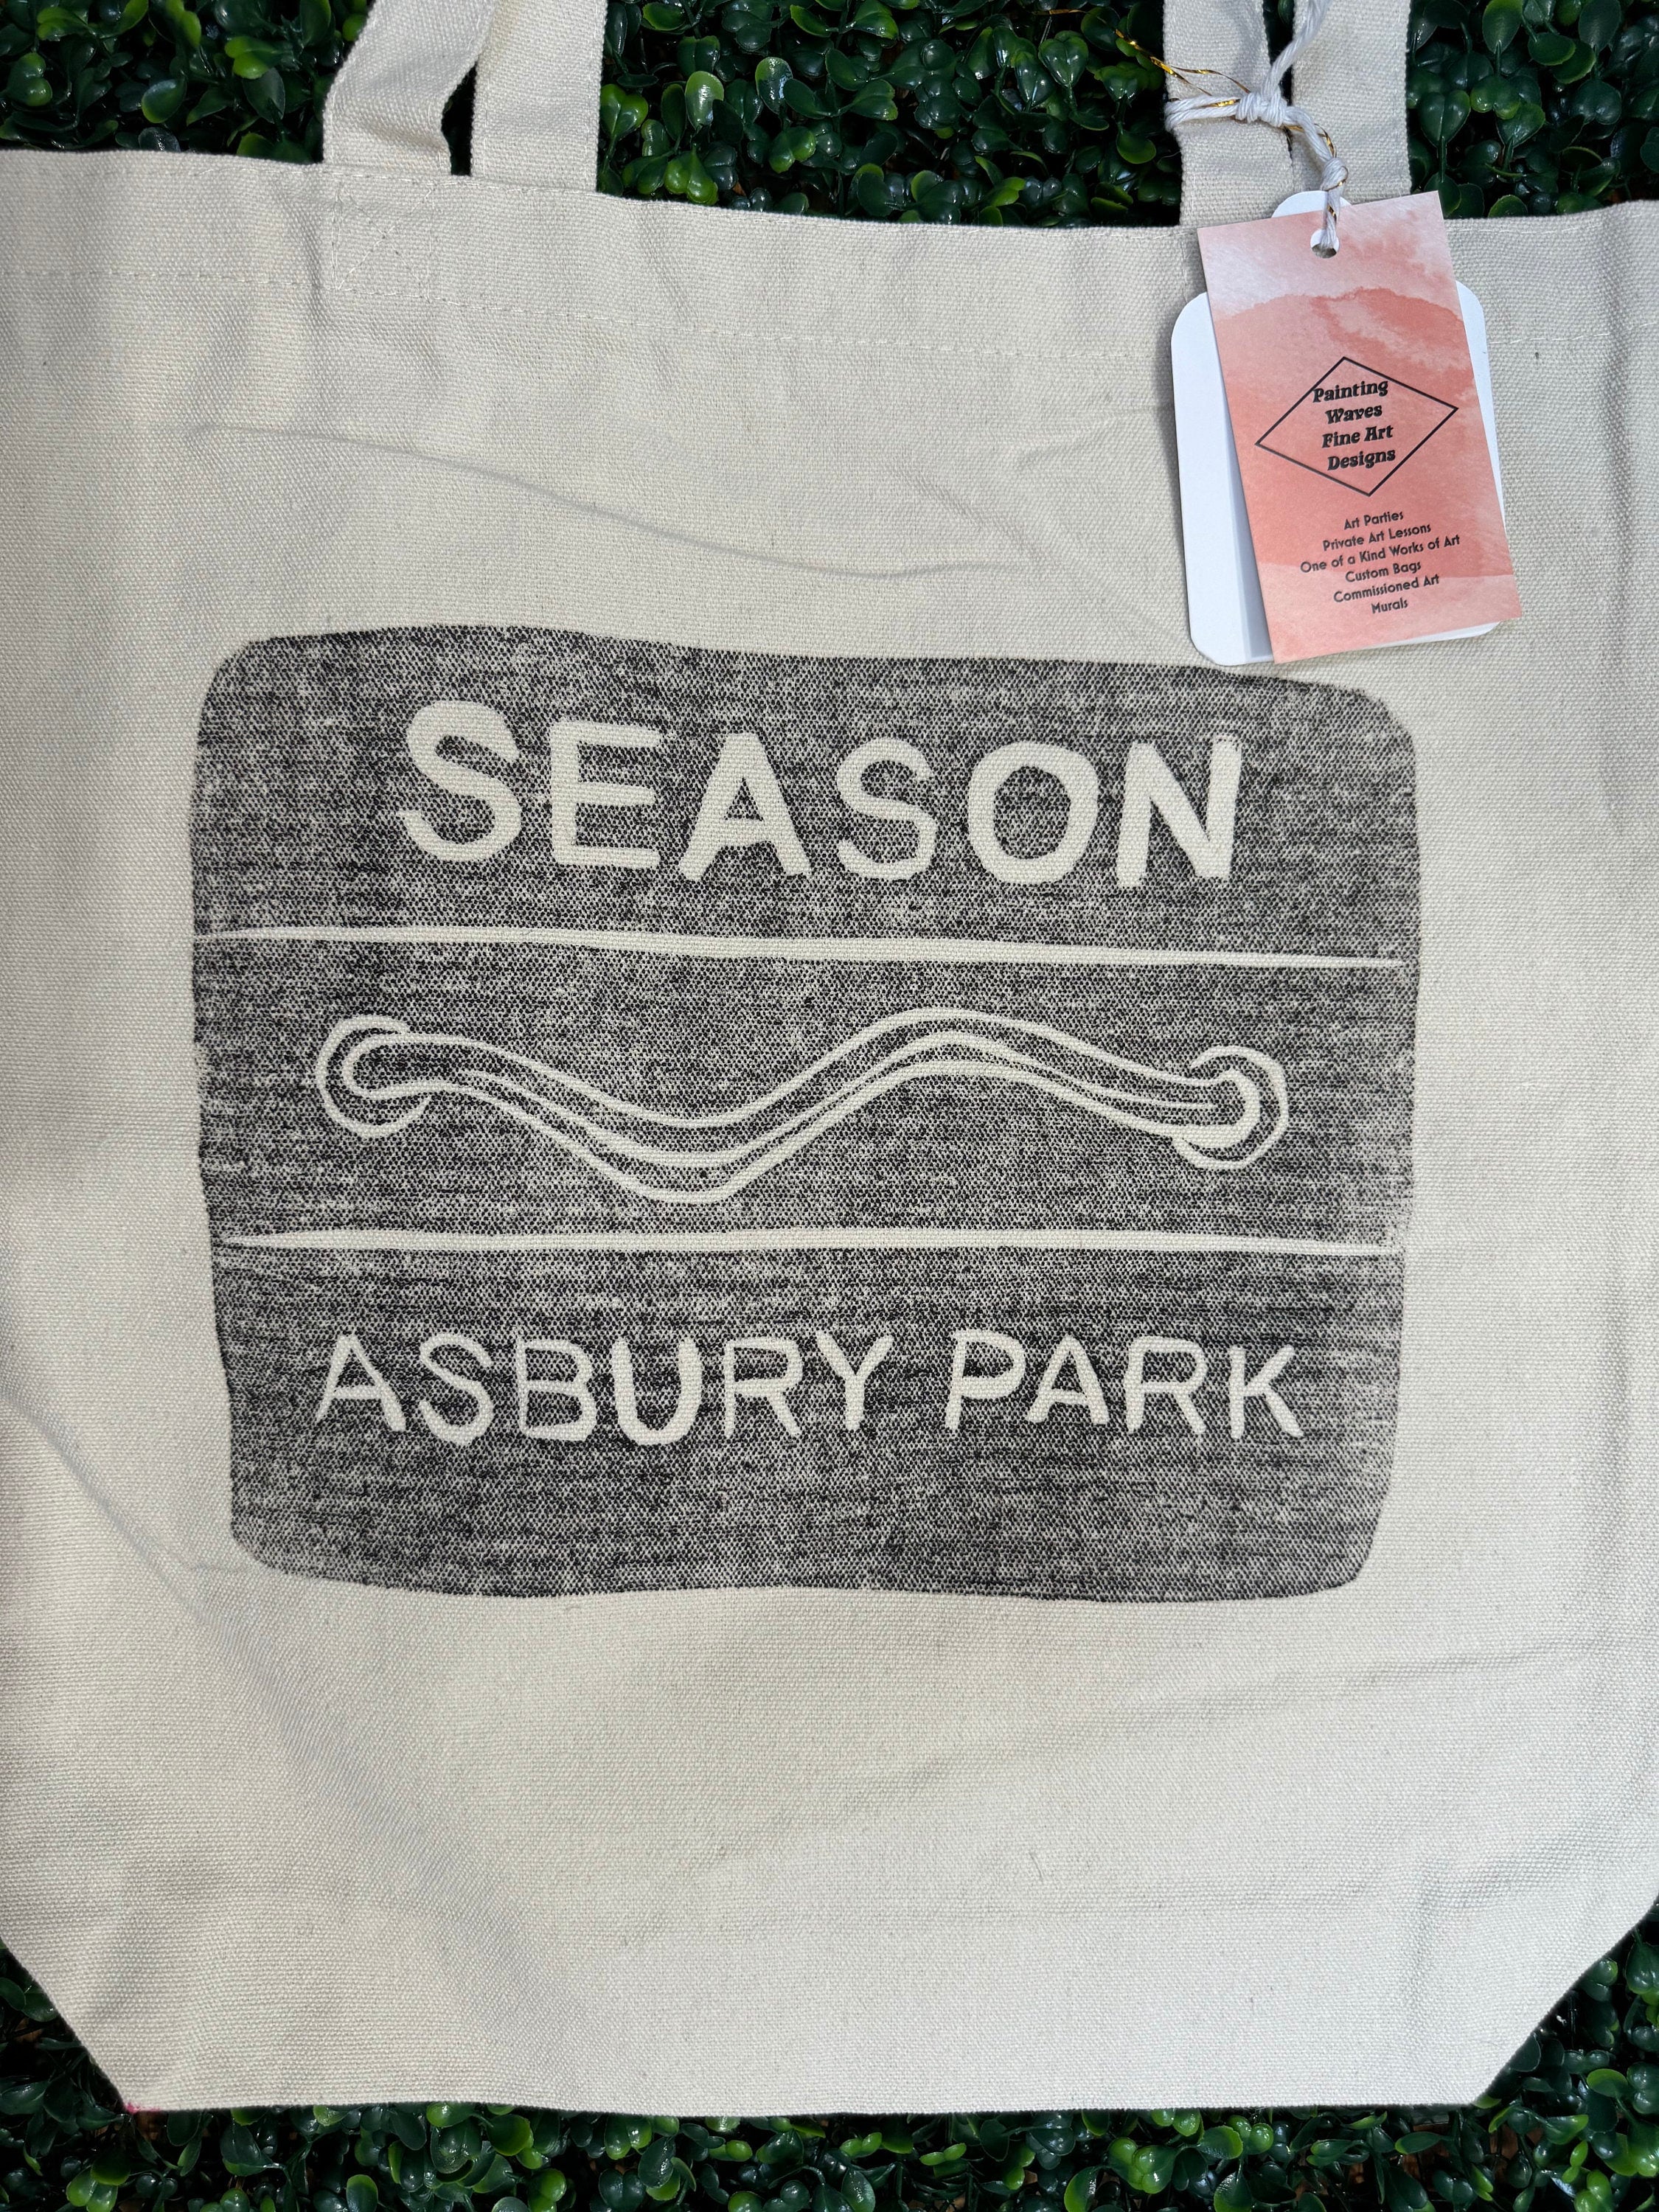 Painting
Waves
Fine Art
Designs
Art Parties
Private Art Lessons
One of a Kind Works of Art
Custom Bags
Commissioned Art
Murals
SEASON
ASBURY PARK